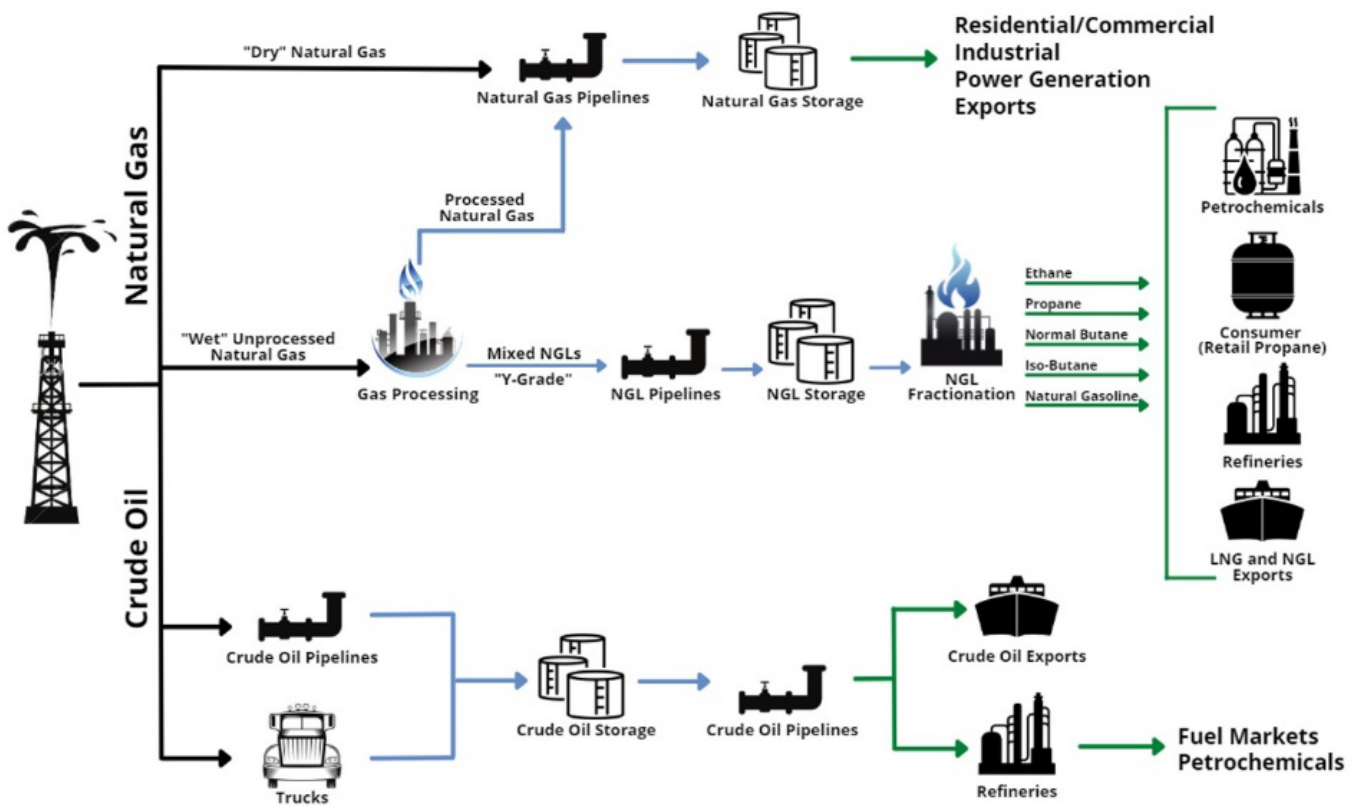 "Dry" Natural Gas
Natural Gas Pipelines
Natural Gas Storage
Residential/Commercial
Industrial
Power Generation
Exports
Natural Gas
Processed
Natural Gas
"Wet" Unprocessed
Natural Gas
Gas Processing
Mixed NGLs
"Y-Grade"
NGL Pipelines
NGL Storage
NGL
Fractionation
Ethane
Propane
Normal Butane
Iso-Butane
Natural Gasoline
Petrochemicals
Consumer
(Retail Propane)
Refineries
LNG and NGL
Exports
Crude Oil
Crude Oil Pipelines
Trucks
Crude Oil Storage
Crude Oil Pipelines
Crude Oil Exports
Refineries
Fuel Markets
Petrochemicals